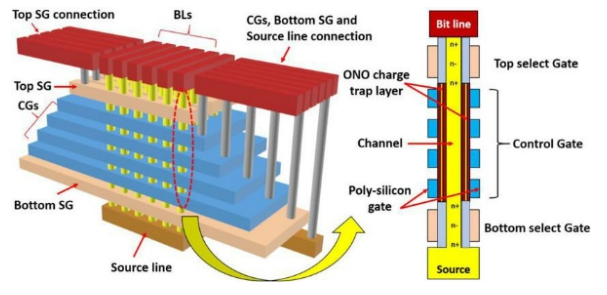 Top SG connection
BLs
CGs, Bottom SG and
Source line connection
Top SG
CGs
Bottom SG
Source line
Bit line
n+
n-
n+
Top select Gate
ONO charge
trap layer
Channel
Control Gate
Poly-silicon
gate
n+
n-
n+
Bottom select Gate
Source